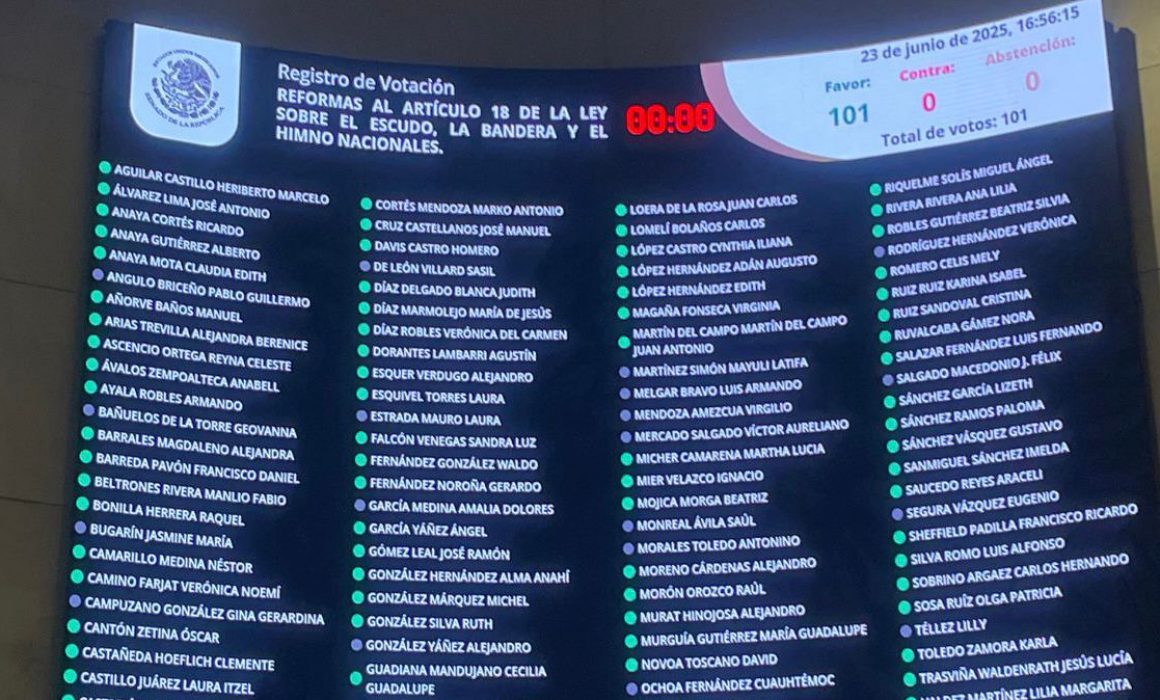 ESTADOS UNIDOS MEXICANOS
SENADO DE LA REPÚBLICA
Registro de Votación
REFORMAS AL ARTÍCULO 18 DE LA LEY
SOBRE EL ESCUDO, LA BANDERA Y EL
HIMNO NACIONALES.
00:00
23 de junio de 2025, 16:56:15
Favor: Contra: Abstención:
101 0 0
Total de votos: 101
AGUILAR CASTILLO HERIBERTO MARCELO
ÁLVAREZ LIMA JOSÉ ANTONIO
ANAYA CORTÉS RICARDO
ANAYA GUTIÉRREZ ALBERTO
ANAYA MOTA CLAUDIA EDITH
ANGULO BRICEÑO PABLO GUILLERMO
AÑORVE BAÑOS MANUEL
ARIAS TREVILLA ALEJANDRA BERENICE
ASCENCIO ORTEGA REYNA CELESTE
ÁVALOS ZEMPOALTECA ANABELL
AYALA ROBLES ARMANDO
BAÑUELOS DE LA TORRE GEOVANNA
BARRALES MAGDALENO ALEJANDRA
BARREDA PAVÓN FRANCISCO DANIEL
BELTRONES RIVERA MANLIO FABIO
BONILLA HERRERA RAQUEL
BUGARÍN JASMINE MARÍA
CAMARILLO MEDINA NÉSTOR
CAMINO FARJAT VERÓNICA NOEMÍ
CAMPUZANO GONZÁLEZ GINA GERARDINA
CANTÓN ZETINA ÓSCAR
CASTAÑEDA HOEFLICH CLEMENTE
CASTILLO JUÁREZ LAURA ITZEL
CORTÉS MENDOZA MARKO ANTONIO
CRUZ CASTELLANOS JOSÉ MANUEL
DAVIS CASTRO HOMERO
DE LEÓN VILLARD SASIL
DÍAZ DELGADO BLANCA JUDITH
DÍAZ MARMOLEJO MARÍA DE JESÚS
DÍAZ ROBLES VERÓNICA DEL CARMEN
DORANTES LAMBARRI AGUSTÍN
ESQUER VERDUGO ALEJANDRO
ESQUIVEL TORRES LAURA
ESTRADA MAURO LAURA
FALCÓN VENEGAS SANDRA LUZ
FERNÁNDEZ GONZÁLEZ WALDO
FERNÁNDEZ NOROÑA GERARDO
GARCÍA MEDINA AMALIA DOLORES
GARCÍA YÁÑEZ ÁNGEL
GÓMEZ LEAL JOSÉ RAMÓN
GONZÁLEZ HERNÁNDEZ ALMA ANAHÍ
GONZÁLEZ MÁRQUEZ MICHEL
GONZÁLEZ SILVA RUTH
GONZÁLEZ YÁÑEZ ALEJANDRO
GUADIANA MANDUJANO CECILIA
GUADALUPE
LOERA DE LA ROSA JUAN CARLOS
LOMELÍ BOLAÑOS CARLOS
LÓPEZ CASTRO CYNTHIA ILIANA
LÓPEZ HERNÁNDEZ ADÁN AUGUSTO
LÓPEZ HERNÁNDEZ EDITH
MAGAÑA FONSECA VIRGINIA
MARTÍN DEL CAMPO MARTÍN DEL CAMPO
JUAN ANTONIO
MARTÍNEZ SIMÓN MAYULI LATIFA
MELGAR BRAVO LUIS ARMANDO
MENDOZA AMEZCUA VIRGILIO
MERCADO SALGADO VÍCTOR AURELIANO
MICHER CAMARENA MARTHA LUCIA
MIER VELAZCO IGNACIO
MOJICA MORGA BEATRIZ
MONREAL ÁVILA SAÚL
MORALES TOLEDO ANTONINO
MORENO CÁRDENAS ALEJANDRO
MORÓN OROZCO RAÚL
MURAT HINOJOSA ALEJANDRO
MURGUÍA GUTIÉRREZ MARÍA GUADALUPE
NOVOA TOSCANO DAVID
OCHOA FERNÁNDEZ CUAUHTÉMOC
RIQUELME SOLÍS MIGUEL ÁNGEL
RIVERA RIVERA ANA LILIA
ROBLES GUTIÉRREZ BEATRIZ SILVIA
RODRÍGUEZ HERNÁNDEZ VERÓNICA
ROMERO CELIS MELY
RUIZ RUIZ KARINA ISABEL
RUIZ SANDOVAL CRISTINA
RUVALCABA GÁMEZ NORA
SALAZAR FERNÁNDEZ LUIS FERNANDO
SALGADO MACEDONIO J. FÉLIX
SÁNCHEZ GARCÍA LIZETH
SÁNCHEZ RAMOS PALOMA
SÁNCHEZ VÁSQUEZ GUSTAVO
SANMIGUEL SÁNCHEZ IMELDA
SAUCEDO REYES ARACELI
SEGURA VÁZQUEZ EUGENIO
SHEFFIELD PADILLA FRANCISCO RICARDO
SILVA ROMO LUIS ALFONSO
SOBRINO ARGAEZ CARLOS HERNANDO
SOSA RUÍZ OLGA PATRICIA
TÉLLEZ LILLY
TOLEDO ZAMORA KARLA
TRASVIÑA WALDENRATH JESÚS LUCÍA
VALDEZ MARTÍNEZ LILIA MARGARITA